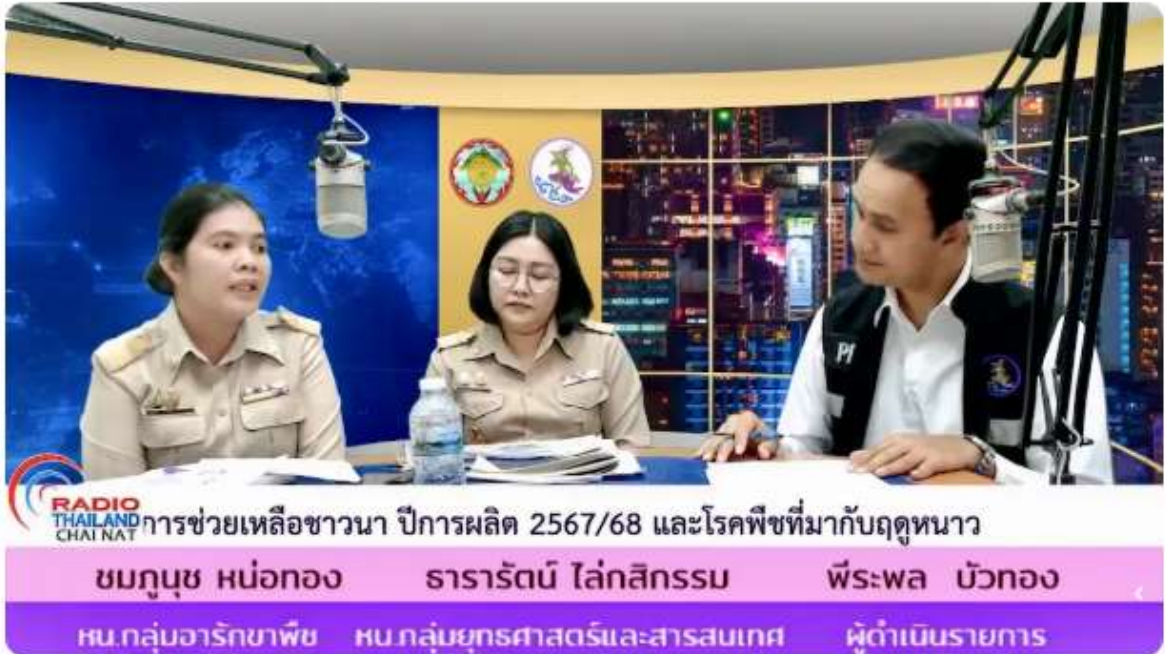 PI
RADIO
THAILAND
CHAI NAT
การช่วยเหลือชาวนา ปีการผลิต 2567/68 และโรคพืชที่มากับฤดูหนาว
ชมภูนุช หน่อทอง ธารารัตน์ ไล่กสิกรรม พีระพล บัวทอง
หน.กลุ่มอารักขาพืช หน.กลุ่มยุทธศาสตร์และสารสนเทศ ผู้ดำเนินรายการ